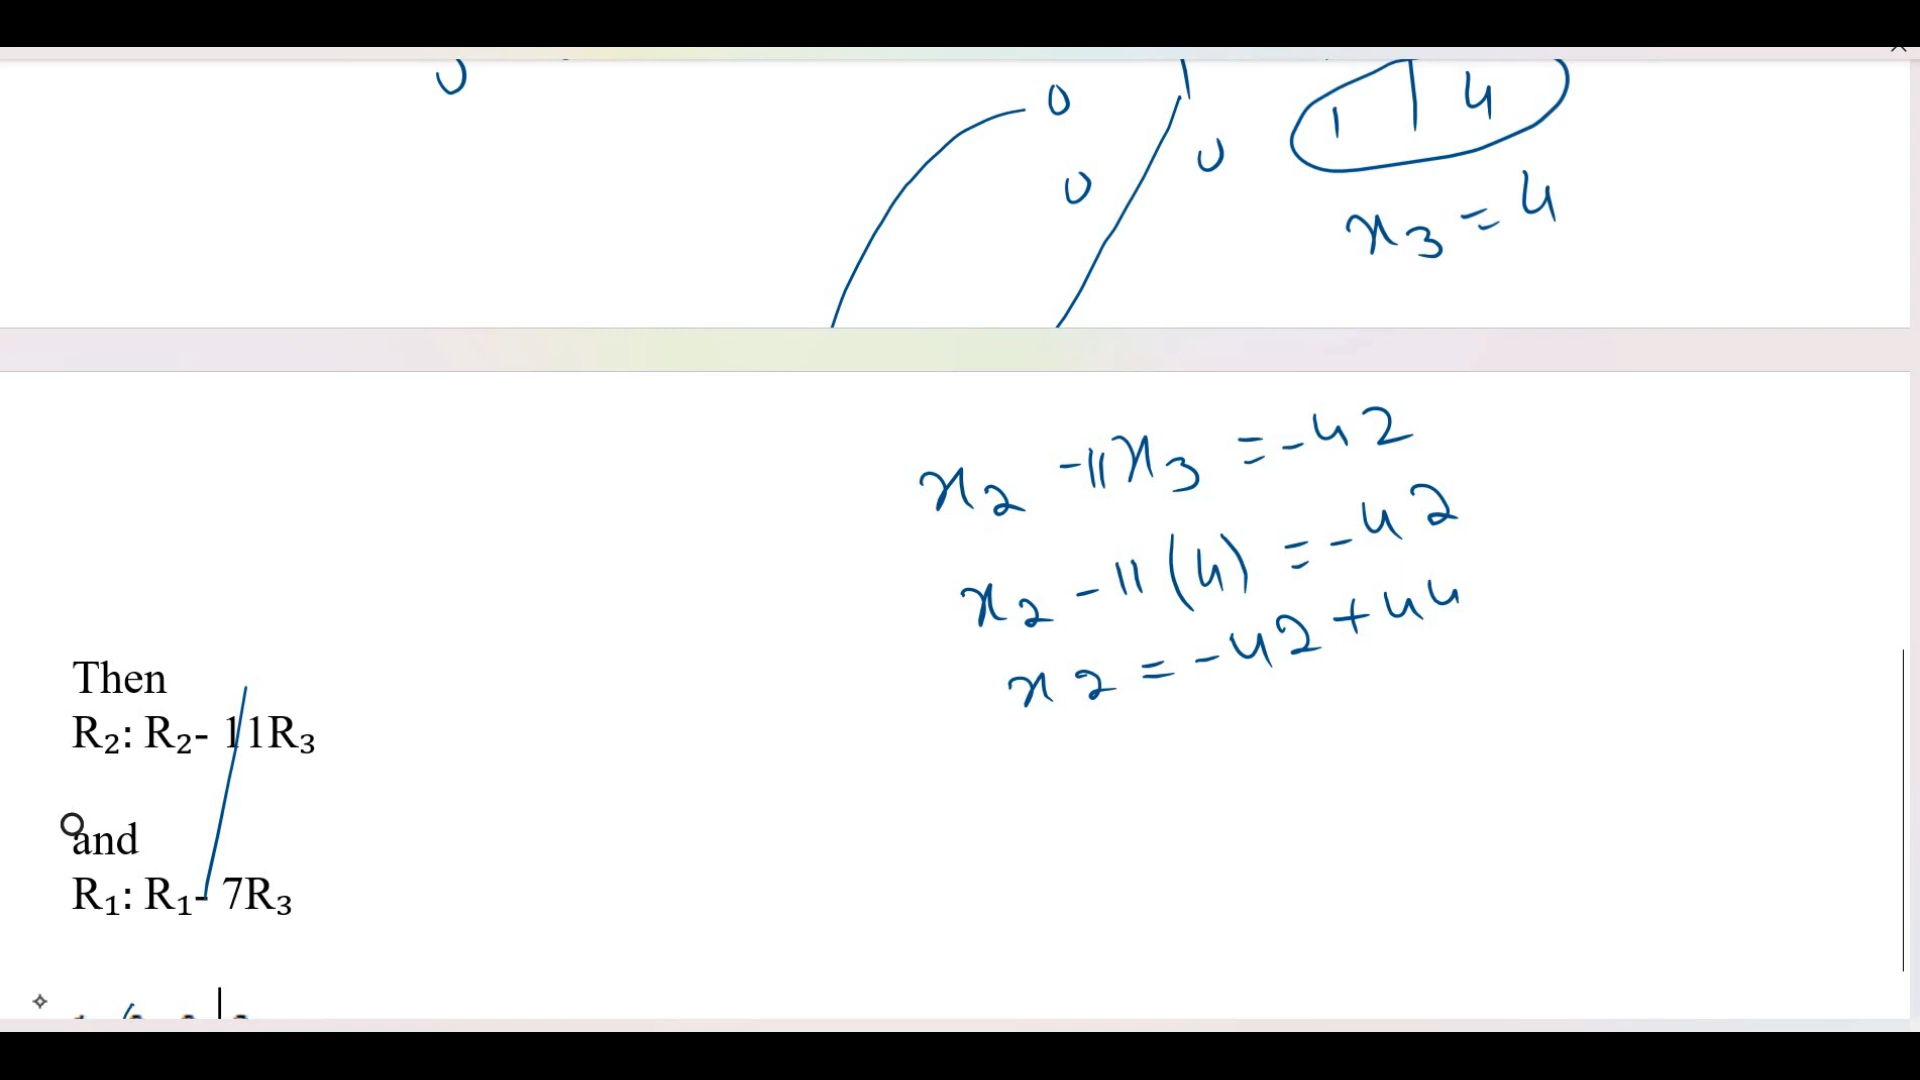 0
0 1 | 4
0 0
x₃ = 4
x₂ - 11x₃ = -42
x₂ - 11(4) = -42
x₂ = -42 + 44
Then
R₂: R₂- 11R₃
and
R₁: R₁- 7R₃